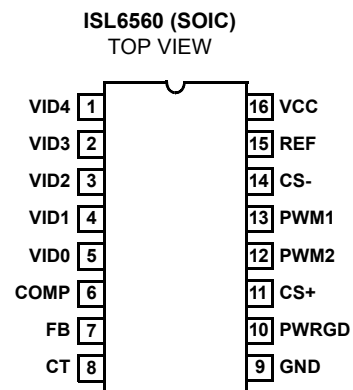 ISL6560 (SOIC)
TOP VIEW
VID4 1 16 VCC
VID3 2 15 REF
VID2 3 14 CS-
VID1 4 13 PWM1
VID0 5 12 PWM2
COMP 6 11 CS+
FB 7 10 PWRGD
CT 8 9 GND